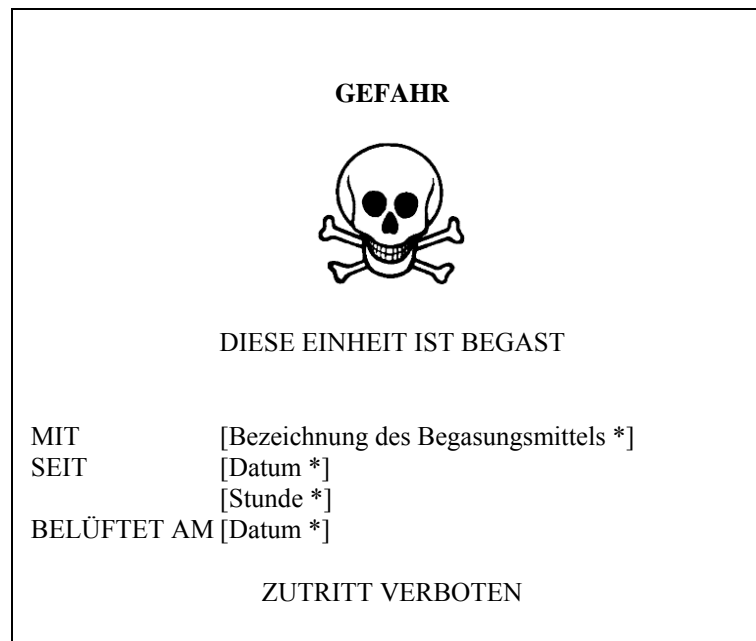 GEFAHR
DIESE EINHEIT IST BEGAST
MIT [Bezeichnung des Begasungsmittels *]
SEIT [Datum *]
[Stunde *]
BELÜFTET AM [Datum *]
ZUTRITT VERBOTEN